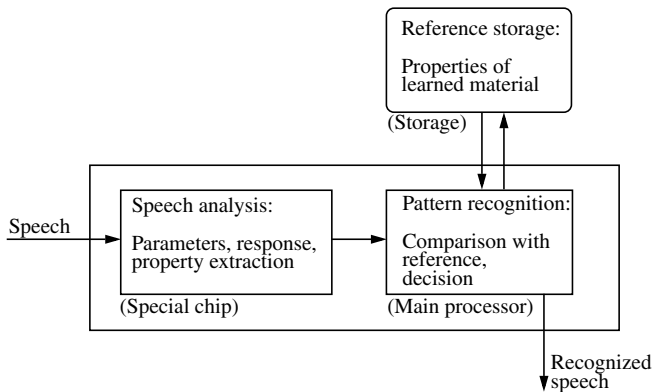 Reference storage:
Properties of
learned material
(Storage)
Speech
Speech analysis:
Parameters, response,
property extraction
(Special chip)
Pattern recognition:
Comparison with
reference,
decision
(Main processor)
Recognized
speech